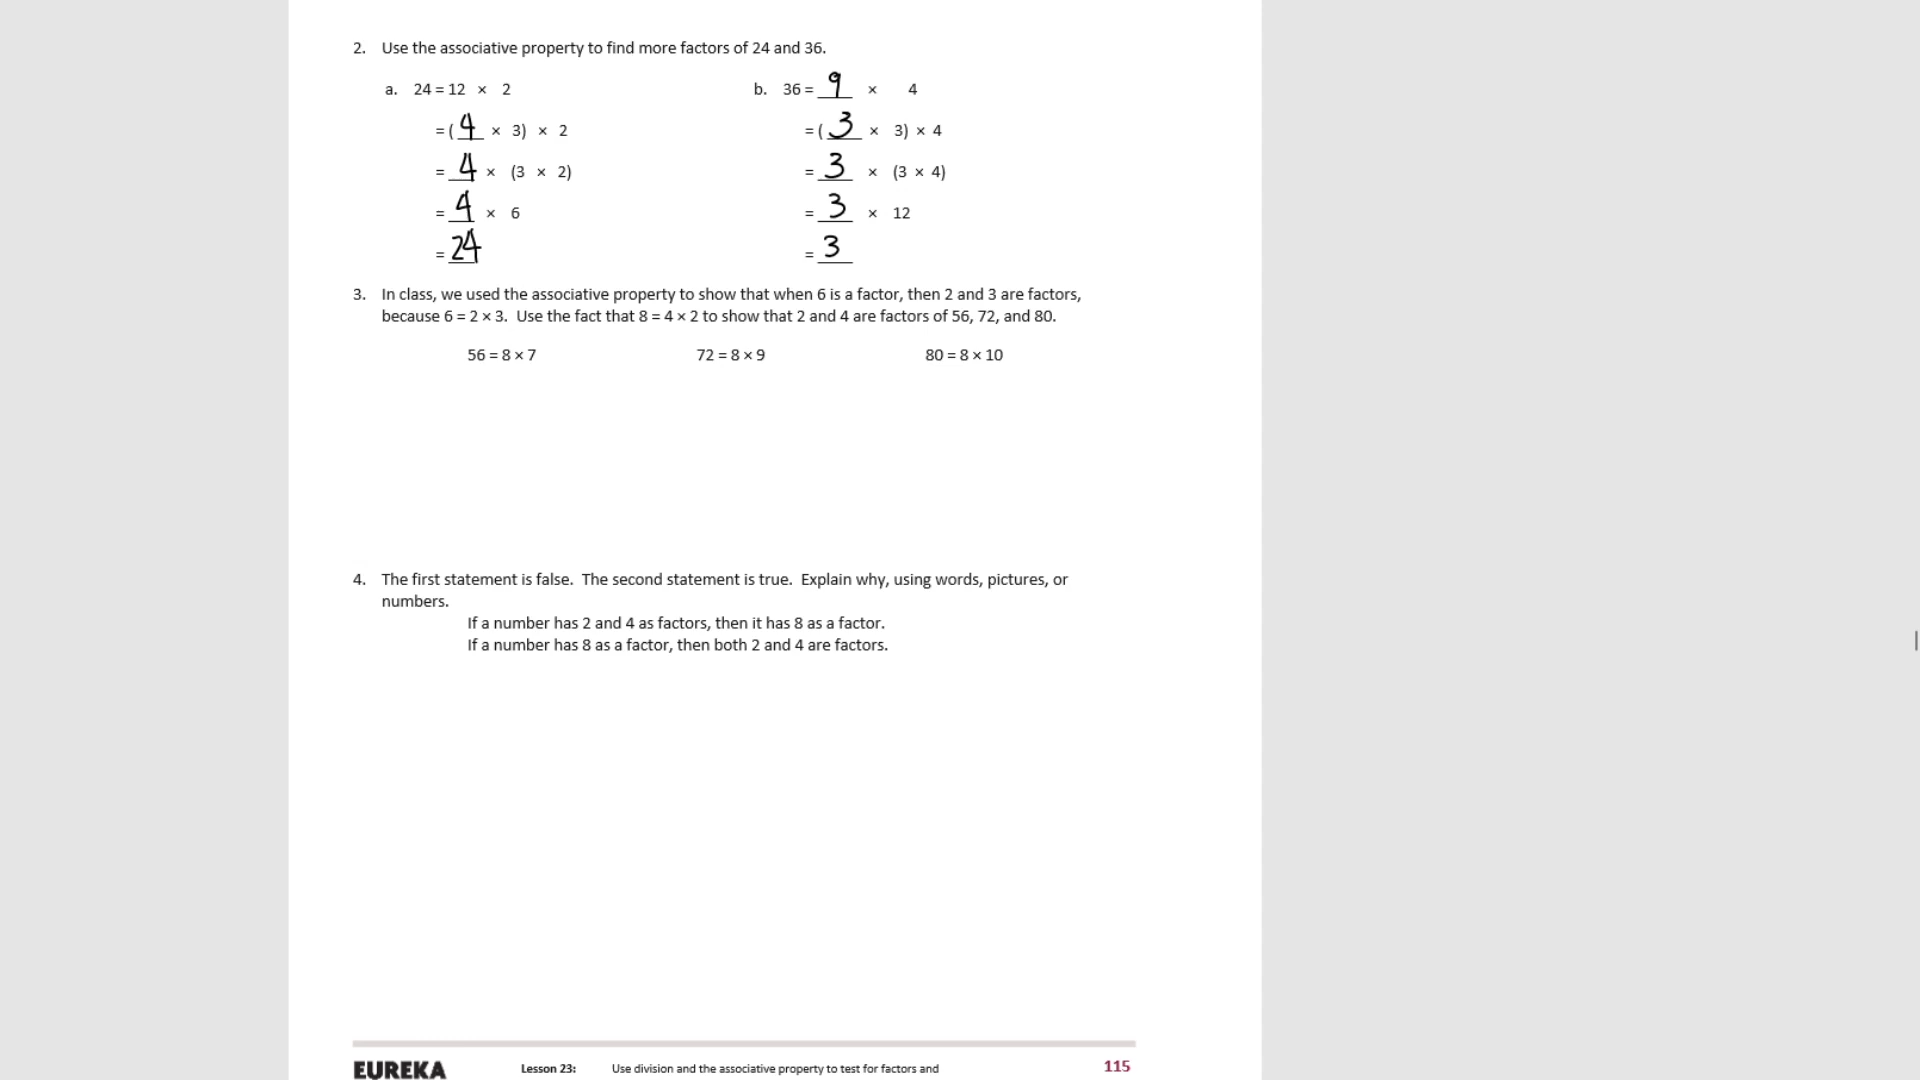 2. Use the associative property to find more factors of 24 and 36.
a. 24 = 12 × 2
= (4 × 3) × 2
= 4 × (3 × 2)
= 4 × 6
= 24
b. 36 = 9 × 4
= (3 × 3) × 4
= 3 × (3 × 4)
= 3 × 12
= 3
3. In class, we used the associative property to show that when 6 is a factor, then 2 and 3 are factors,
because 6 = 2 × 3. Use the fact that 8 = 4 × 2 to show that 2 and 4 are factors of 56, 72, and 80.
56 = 8 × 7 72 = 8 × 9 80 = 8 × 10
4. The first statement is false. The second statement is true. Explain why, using words, pictures, or
numbers.
If a number has 2 and 4 as factors, then it has 8 as a factor.
If a number has 8 as a factor, then both 2 and 4 are factors.
EUREKA Lesson 23: Use division and the associative property to test for factors and 115